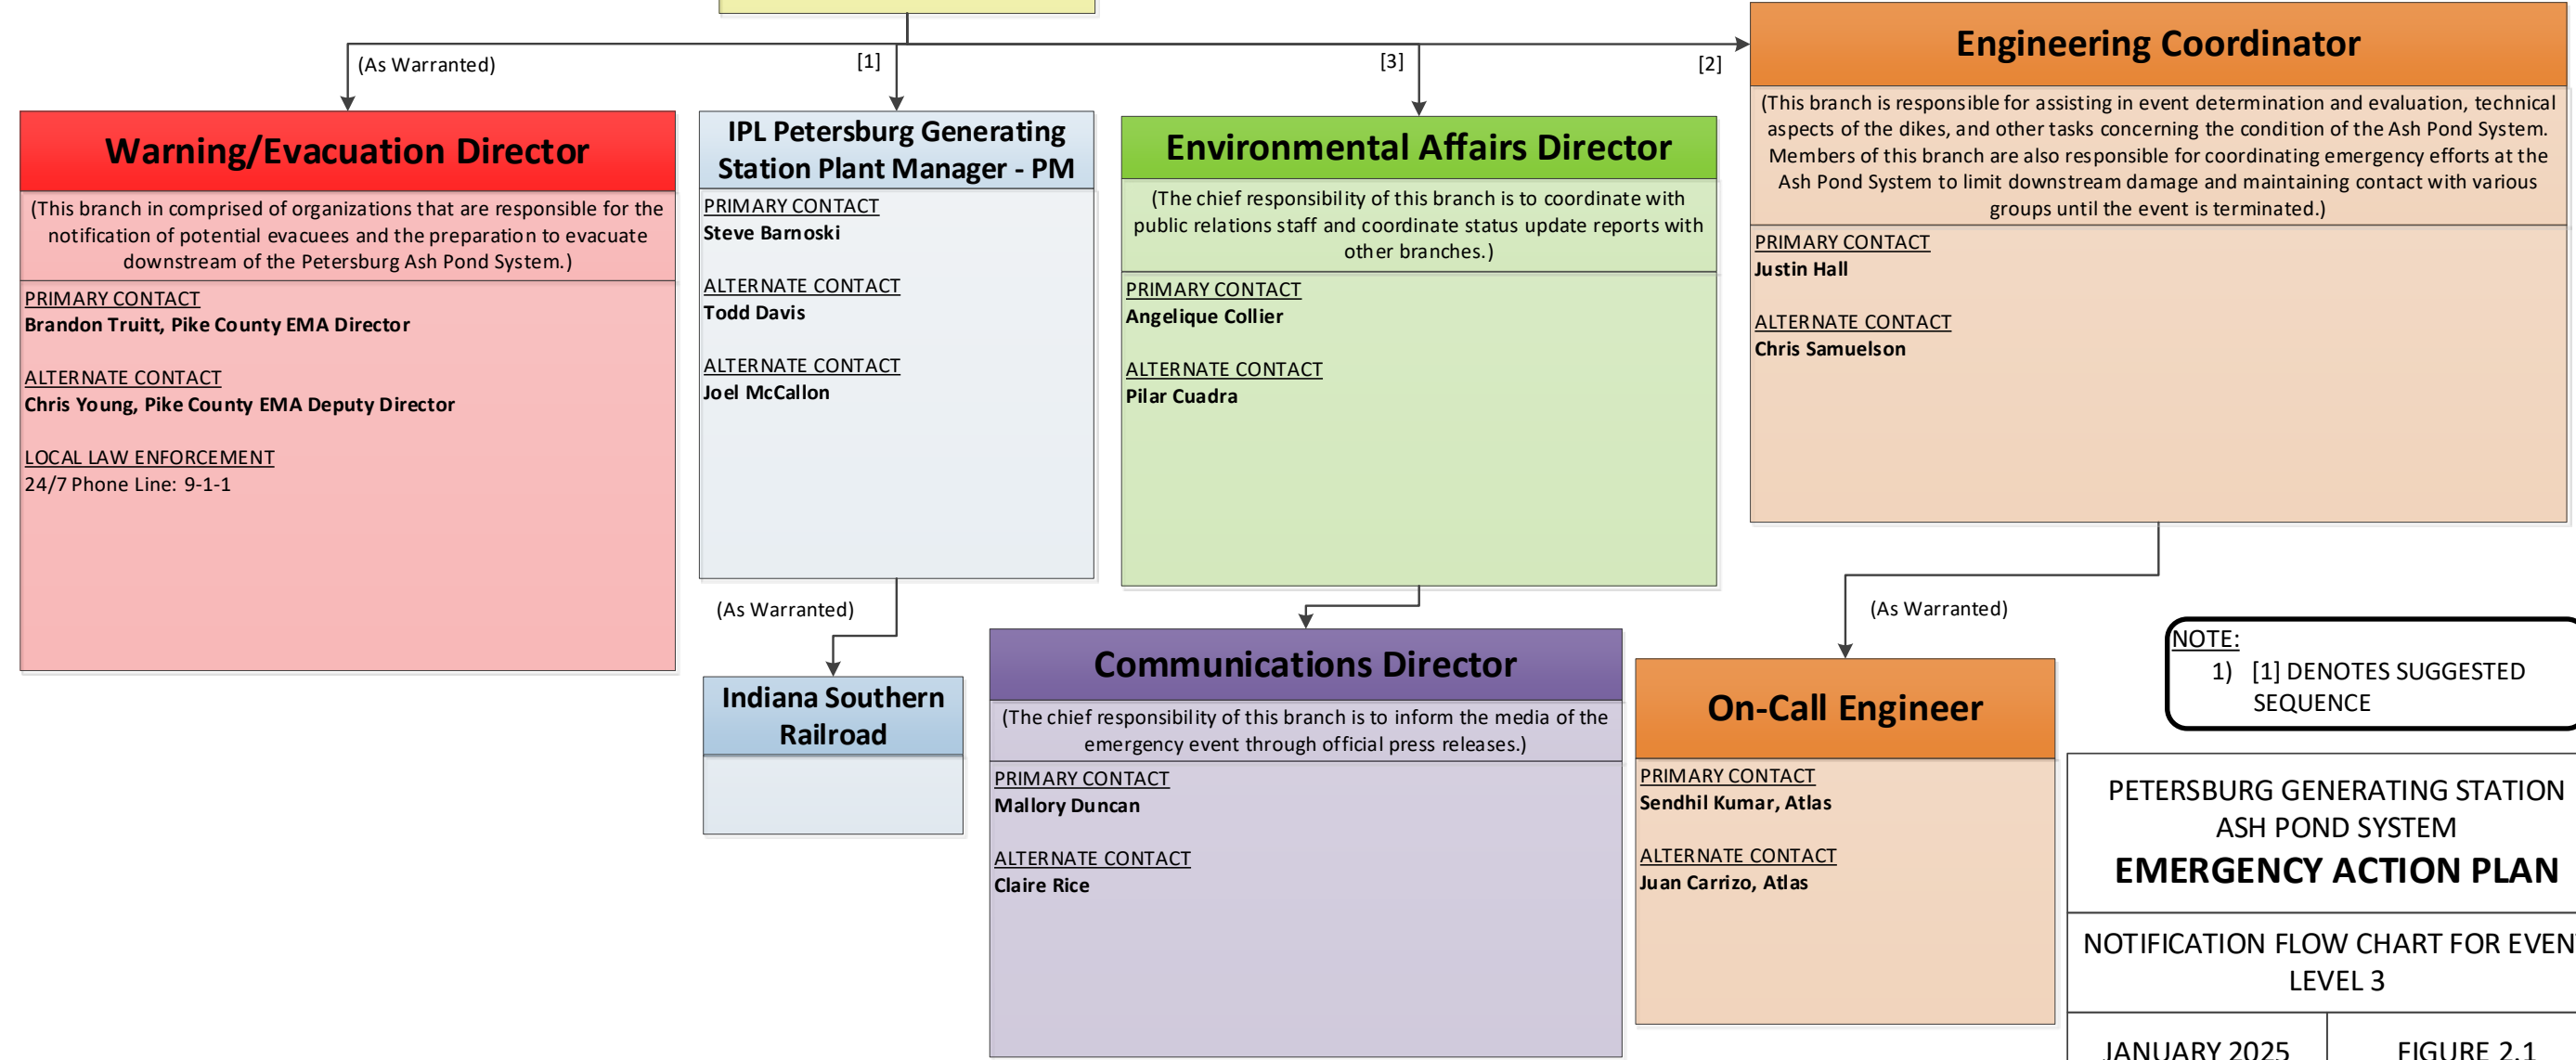 (As Warranted)
[1]
[3]
[2]
Warning/Evacuation Director
(This branch in comprised of organizations that are responsible for the
notification of potential evacuees and the preparation to evacuate
downstream of the Petersburg Ash Pond System.)
PRIMARY CONTACT
Brandon Truitt, Pike County EMA Director
ALTERNATE CONTACT
Chris Young, Pike County EMA Deputy Director
LOCAL LAW ENFORCEMENT
24/7 Phone Line: 9-1-1
IPL Petersburg Generating
Station Plant Manager - PM
PRIMARY CONTACT
Steve Barnoski
ALTERNATE CONTACT
Todd Davis
ALTERNATE CONTACT
Joel McCallon
Environmental Affairs Director
(The chief responsibility of this branch is to coordinate with
public relations staff and coordinate status update reports with
other branches.)
PRIMARY CONTACT
Angelique Collier
ALTERNATE CONTACT
Pilar Cuadra
Engineering Coordinator
(This branch is responsible for assisting in event determination and evaluation, technical
aspects of the dikes, and other tasks concerning the condition of the Ash Pond System.
Members of this branch are also responsible for coordinating emergency efforts at the
Ash Pond System to limit downstream damage and maintaining contact with various
groups until the event is terminated.)
PRIMARY CONTACT
Justin Hall
ALTERNATE CONTACT
Chris Samuelson
(As Warranted)
Indiana Southern
Railroad
Communications Director
(The chief responsibility of this branch is to inform the media of the
emergency event through official press releases.)
PRIMARY CONTACT
Mallory Duncan
ALTERNATE CONTACT
Claire Rice
(As Warranted)
On-Call Engineer
PRIMARY CONTACT
Sendhil Kumar, Atlas
ALTERNATE CONTACT
Juan Carrizo, Atlas
NOTE:
1) [1] DENOTES SUGGESTED
SEQUENCE
PETERSBURG GENERATING STATION
ASH POND SYSTEM
EMERGENCY ACTION PLAN
NOTIFICATION FLOW CHART FOR EVENT
LEVEL 3
JANUARY 2025
FIGURE 2.1